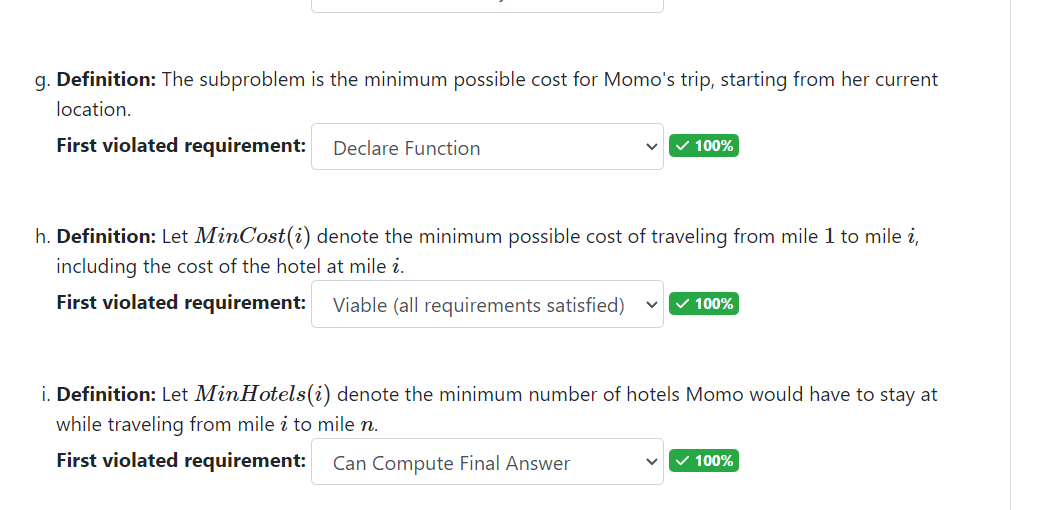 g. Definition: The subproblem is the minimum possible cost for Momo's trip, starting from her current
location.
First violated requirement: Declare Function ✓ 100%
h. Definition: Let MinCost(i) denote the minimum possible cost of traveling from mile 1 to mile i,
including the cost of the hotel at mile i.
First violated requirement: Viable (all requirements satisfied) ✓ 100%
i. Definition: Let MinHotels(i) denote the minimum number of hotels Momo would have to stay at
while traveling from mile i to mile n.
First violated requirement: Can Compute Final Answer ✓ 100%